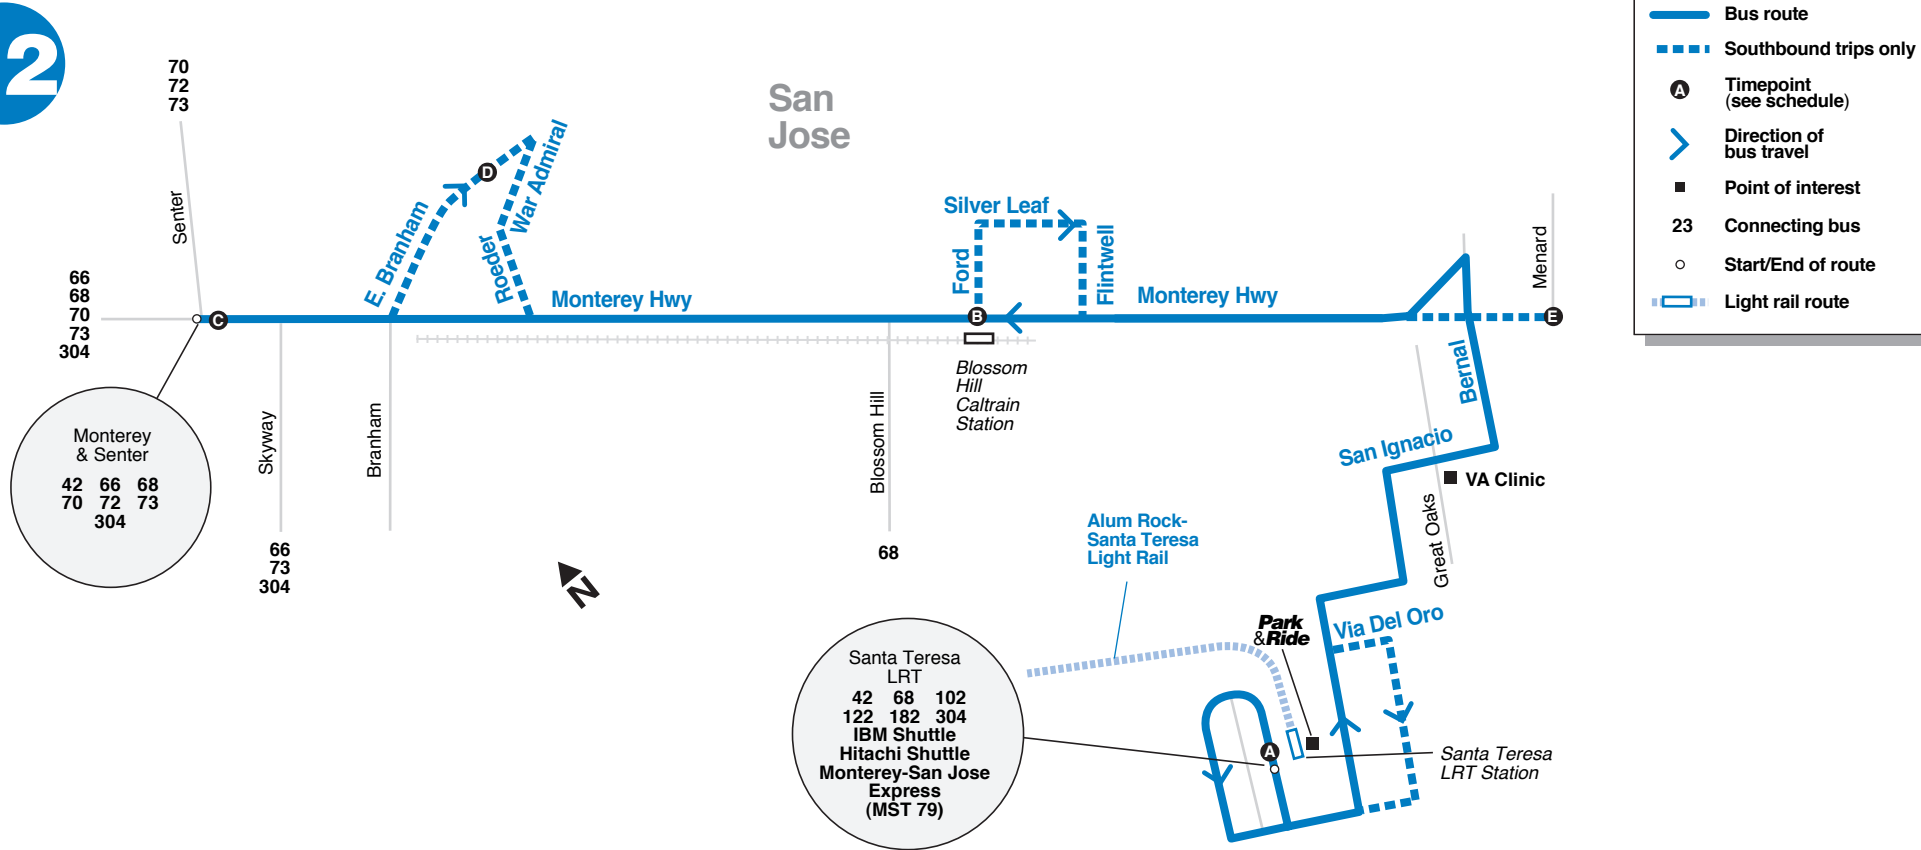 2
70
72
73
Senter
66
68
70
73
304
C
Monterey
& Senter
42 66 68
70 72 73
304
Skyway
66
73
304
Branham
E. Branham
D
War Admiral
Roeder
Monterey Hwy
San
Jose
Silver Leaf
Ford
Flintwell
B
Monterey Hwy
Blossom
Hill
Caltrain
Station
Blossom Hill
68
N
Menard
E
Bernal
San Ignacio
VA Clinic
Great Oaks
Alum Rock-
Santa Teresa
Light Rail
Park
&Ride
Via Del Oro
Santa Teresa
LRT
42 68 102
122 182 304
IBM Shuttle
Hitachi Shuttle
Monterey-San Jose
Express
(MST 79)
A
Santa Teresa
LRT Station
Bus route
Southbound trips only
A
Timepoint
(see schedule)
Direction of
bus travel
Point of interest
23 Connecting bus
Start/End of route
Light rail route